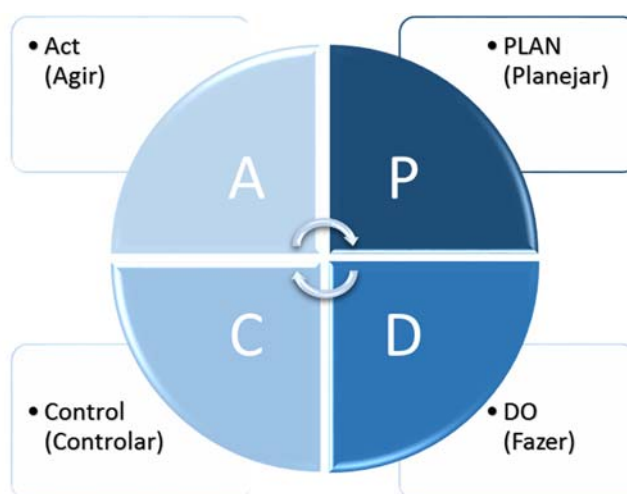 • Act
(Agir)
• PLAN
(Planejar)
A
P
C
D
• Control
(Controlar)
• DO
(Fazer)